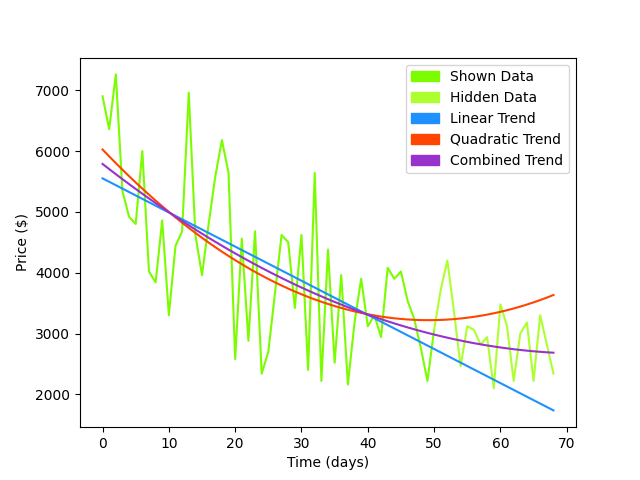 Shown Data
Hidden Data
Linear Trend
Quadratic Trend
Combined Trend
Price ($)
7000
6000
5000
4000
3000
2000
0 10 20 30 40 50 60 70
Time (days)